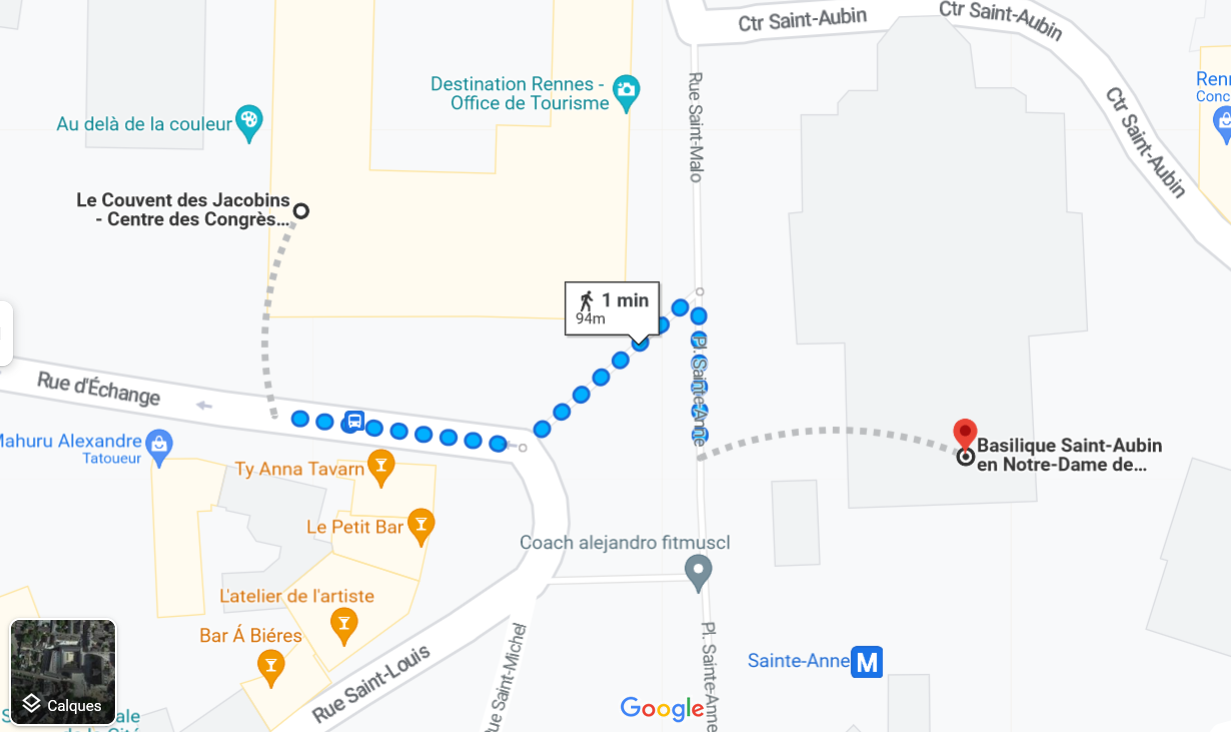 Ctr Saint-Aubin
Ctr Saint-Aubin
Destination Rennes -
Office de Tourisme
Rue Saint-Malo
Au delà de la couleur
Ctr Saint-Aubin
Le Couvent des Jacobins
- Centre des Congrès...
1 min
94m
Pl. Sainte-Anne
Rue d'Échange
Mahuru Alexandre
Tatoueur
Ty Anna Tavarn
Basilique Saint-Aubin
en Notre-Dame de...
Le Petit Bar
Coach alejandro fitmuscl
L'atelier de l'artiste
Bar Á Biéres
Rue Saint-Louis
Rue Saint-Michel
Pl. Sainte-Anne
Sainte-Anne M
Calques
Google